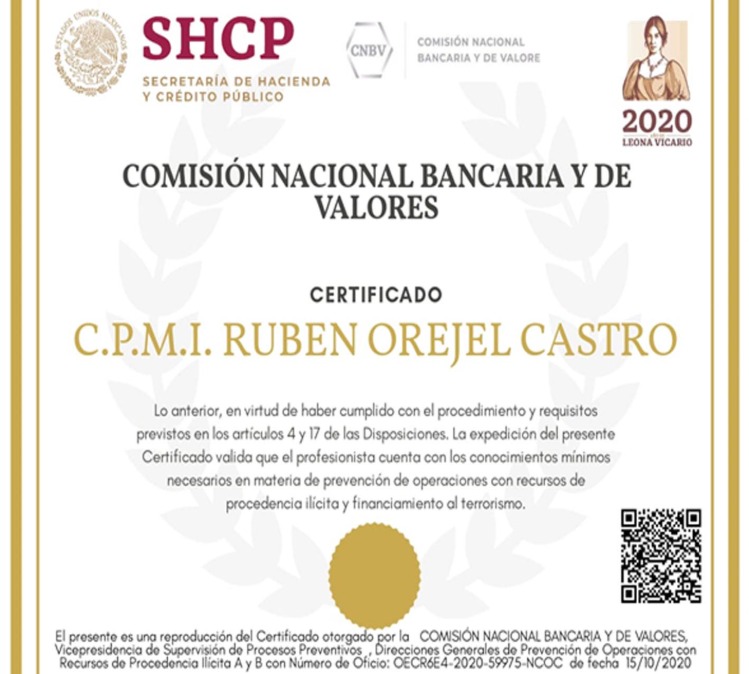 ESTADOS UNIDOS MEXICANOS
SHCP
SECRETARÍA DE HACIENDA
Y CRÉDITO PÚBLICO
CNBV
COMISIÓN NACIONAL
BANCARIA Y DE VALORE
2020
LEONA VICARIO
COMISIÓN NACIONAL BANCARIA Y DE
VALORES
CERTIFICADO
C.P.M.I. RUBEN OREJEL CASTRO
Lo anterior, en virtud de haber cumplido con el procedimiento y requisitos
previstos en los artículos 4 y 17 de las Disposiciones. La expedición del presente
Certificado valida que el profesionista cuenta con los conocimientos mínimos
necesarios en materia de prevención de operaciones con recursos de
procedencia ilícita y financiamiento al terrorismo.
El presente es una reproducción del Certificado otorgado por la COMISIÓN NACIONAL BANCARIA Y DE VALORES,
Vicepresidencia de Supervisión de Procesos Preventivos , Direcciones Generales de Prevención de Operaciones con
Recursos de Procedencia Ilícita A y B con Número de Oficio: OECR6E4-2020-59975-NCOC de fecha 15/10/2020